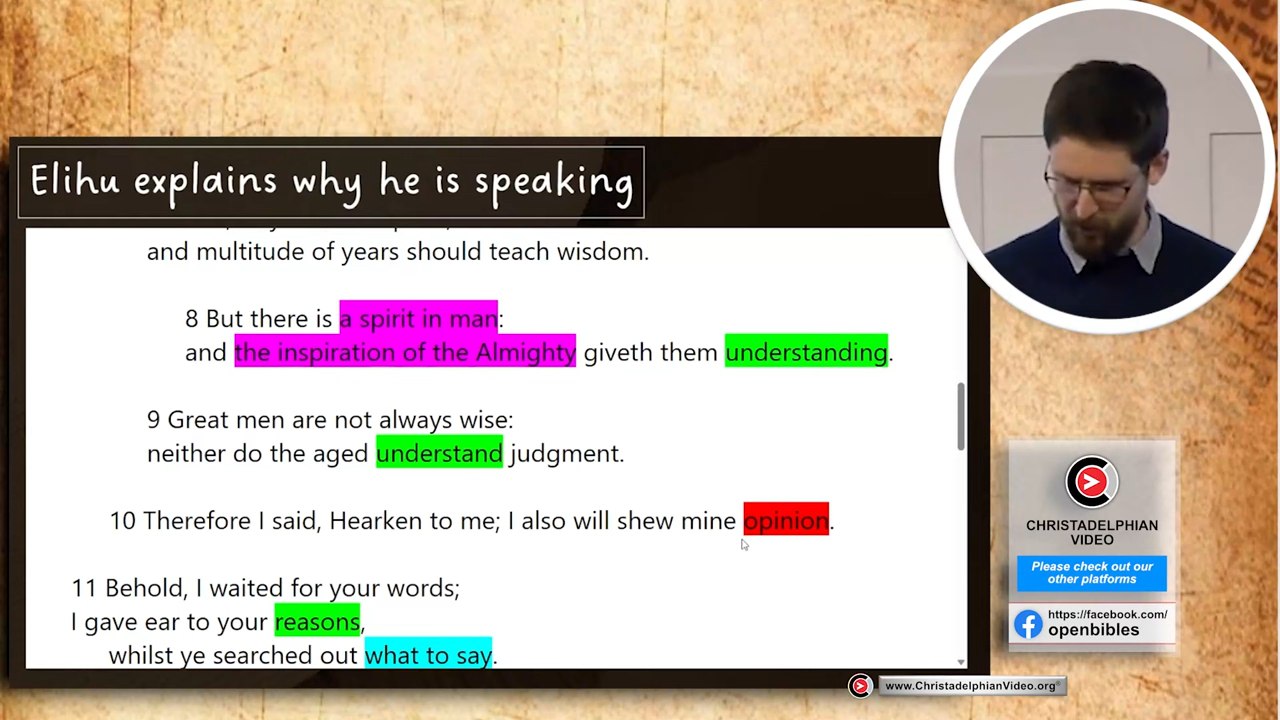 Elihu explains why he is speaking
and multitude of years should teach wisdom.
8 But there is a spirit in man:
and the inspiration of the Almighty giveth them understanding.
9 Great men are not always wise:
neither do the aged understand judgment.
10 Therefore I said, Hearken to me; I also will shew mine opinion.
11 Behold, I waited for your words;
I gave ear to your reasons,
whilst ye searched out what to say.
CHRISTADELPHIAN
VIDEO
Please check out our
other platforms
https://facebook.com/
openbibles
www.ChristadelphianVideo.org